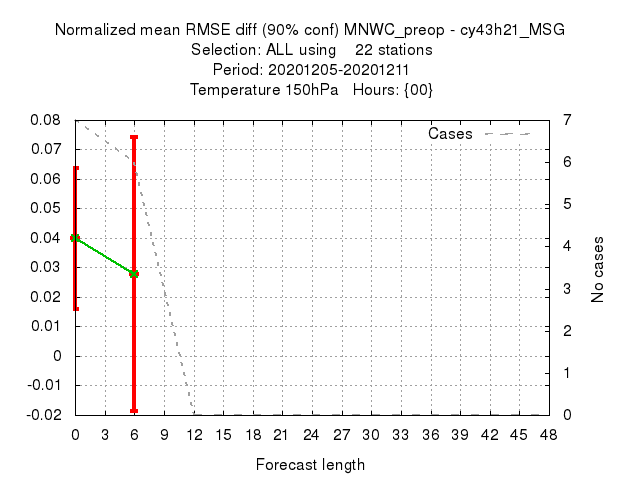 Normalized mean RMSE diff (90% conf) MNWC_preop - cy43h21_MSG
Selection: ALL using 22 stations
Period: 20201205-20201211
Temperature 150hPa Hours: {00}
0.08 7
Cases
0.07
6
0.06
0.05 5
0.04 4
0.03
3
0.02
0.01 2
0
1
-0.01
-0.02 0
No cases
0 3 6 9 12 15 18 21 24 27 30 33 36 39 42 45 48
Forecast length